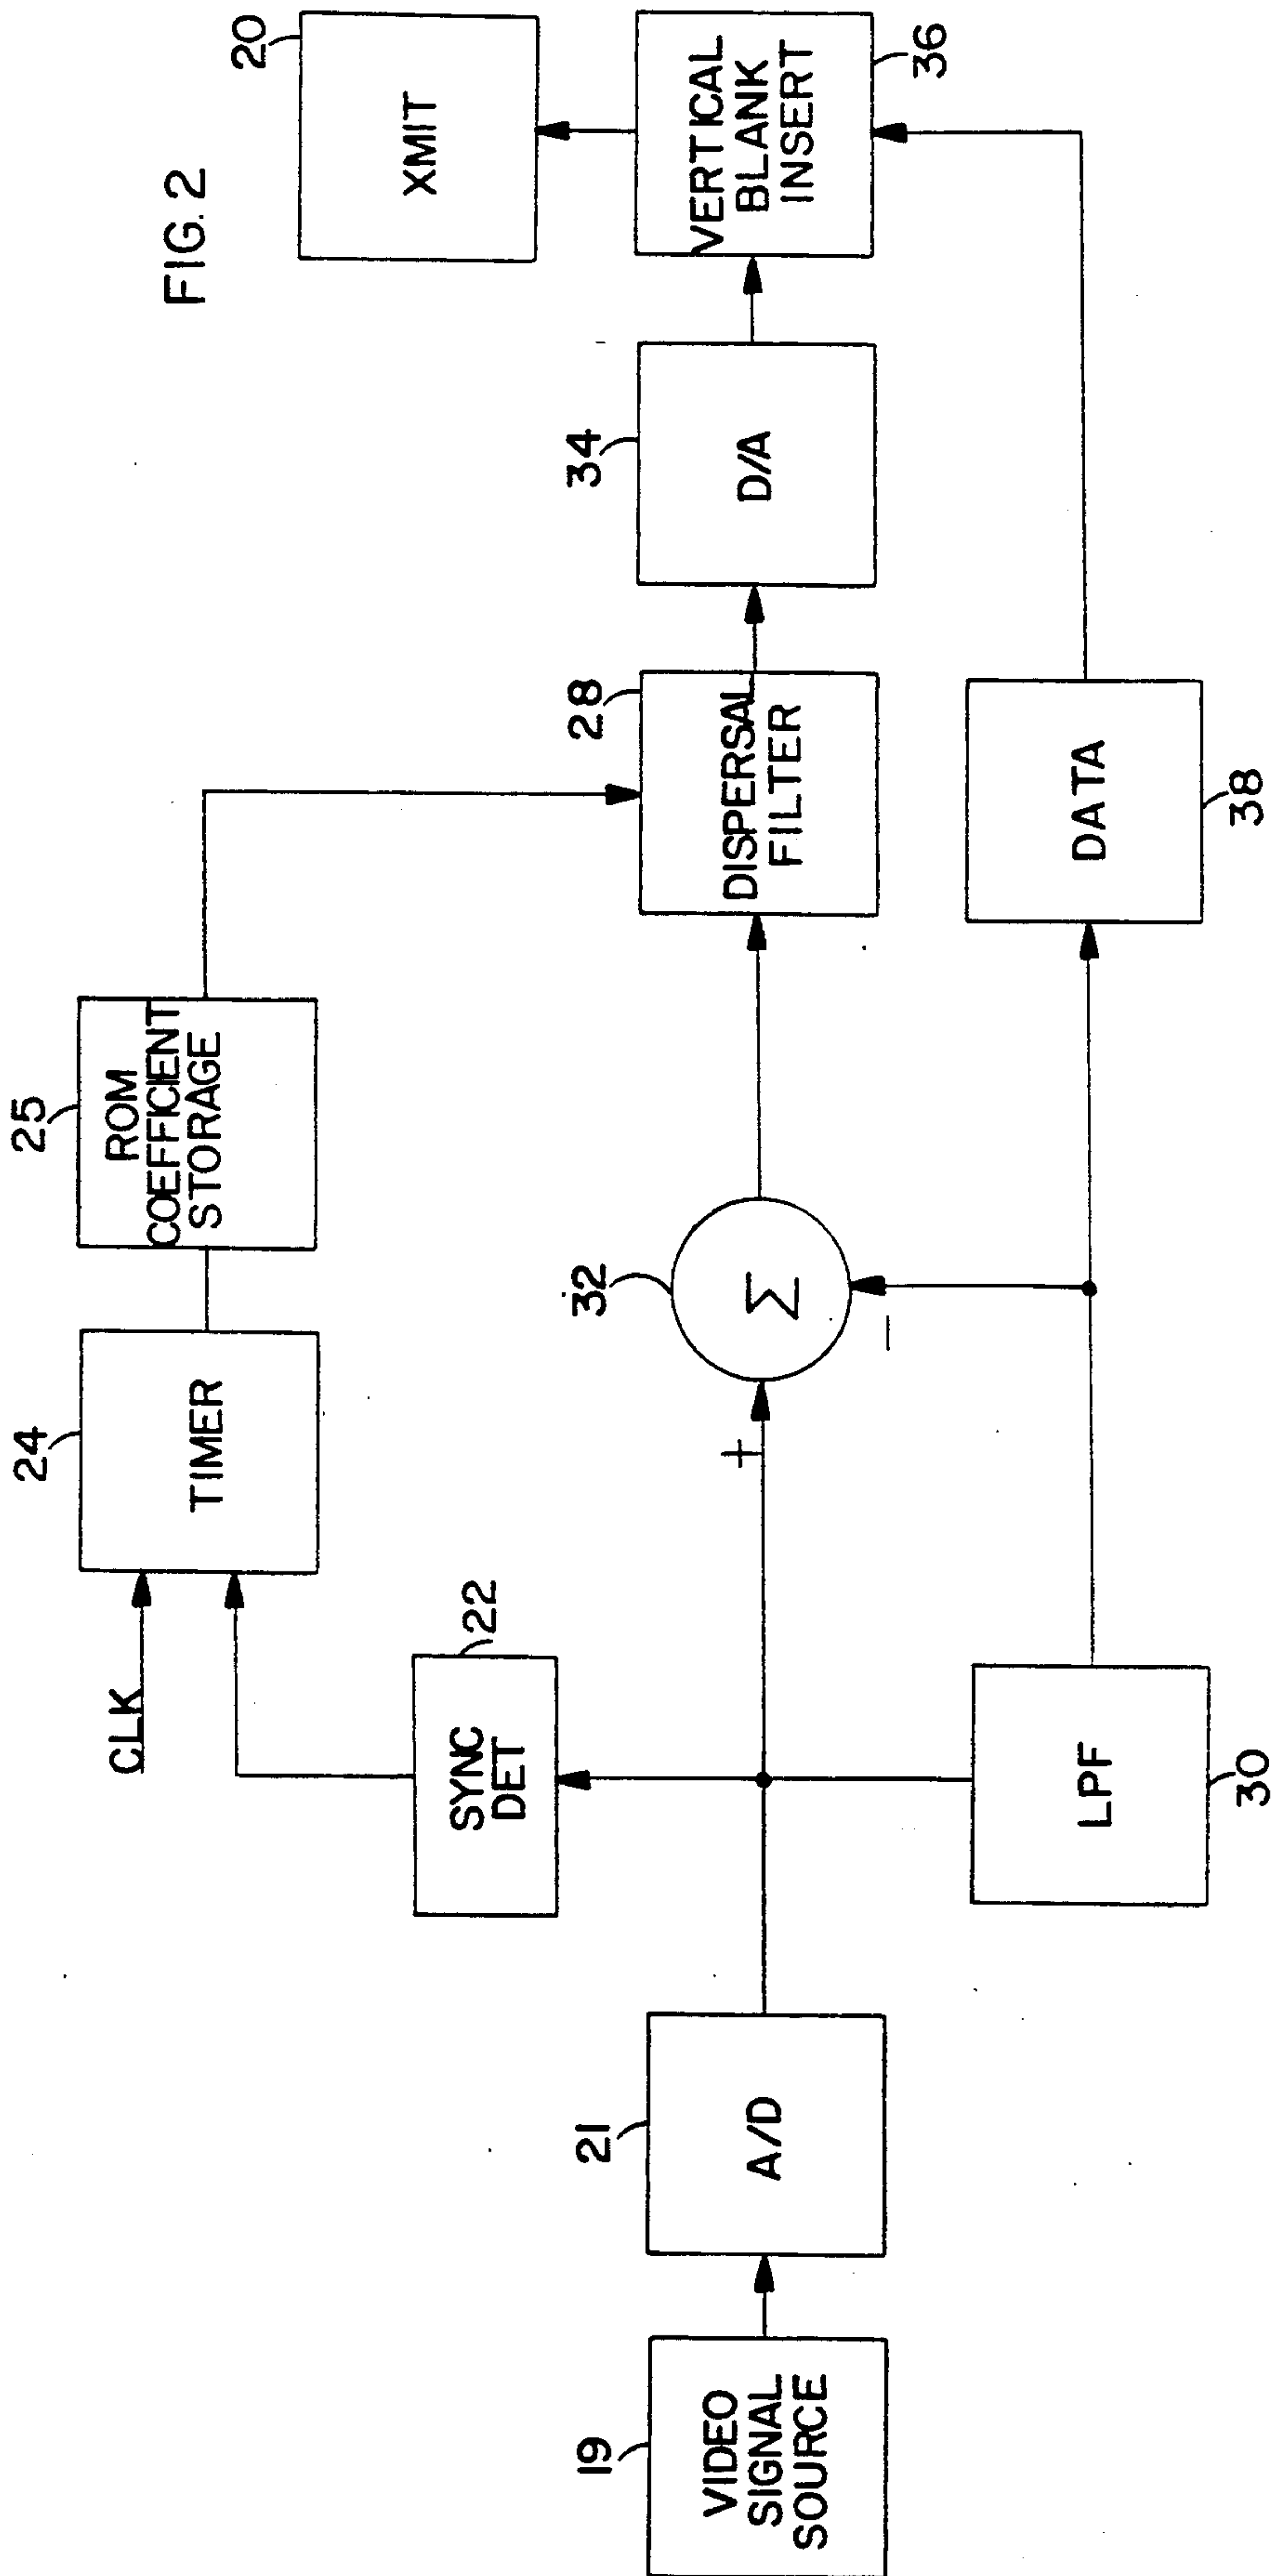 FIG. 2
20
XMIT
VERTICAL
BLANK
INSERT
36
34
D/A
28
DISPERSAL
FILTER
DATA
38
25
ROM
COEFFICIENT
STORAGE
24
TIMER
CLK
32
Σ
+
−
22
SYNC
DET
LPF
30
21
A/D
19
VIDEO
SIGNAL
SOURCE